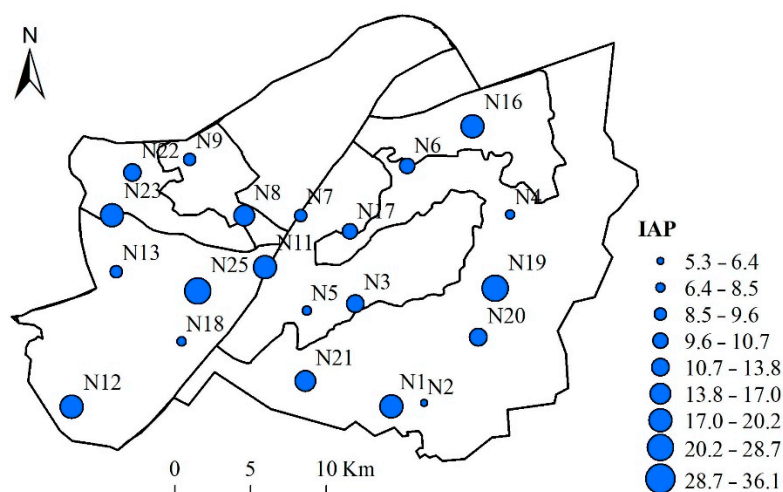 N
N16
N9
N22
N6
N23
N8
N7
N4
N17
N11
IAP
N13
N25
N19
5.3 – 6.4
N5
N3
6.4 – 8.5
N20
8.5 – 9.6
N18
9.6 – 10.7
N21
10.7 – 13.8
N12
N1
N2
13.8 – 17.0
17.0 – 20.2
20.2 – 28.7
0 5 10 Km
28.7 – 36.1